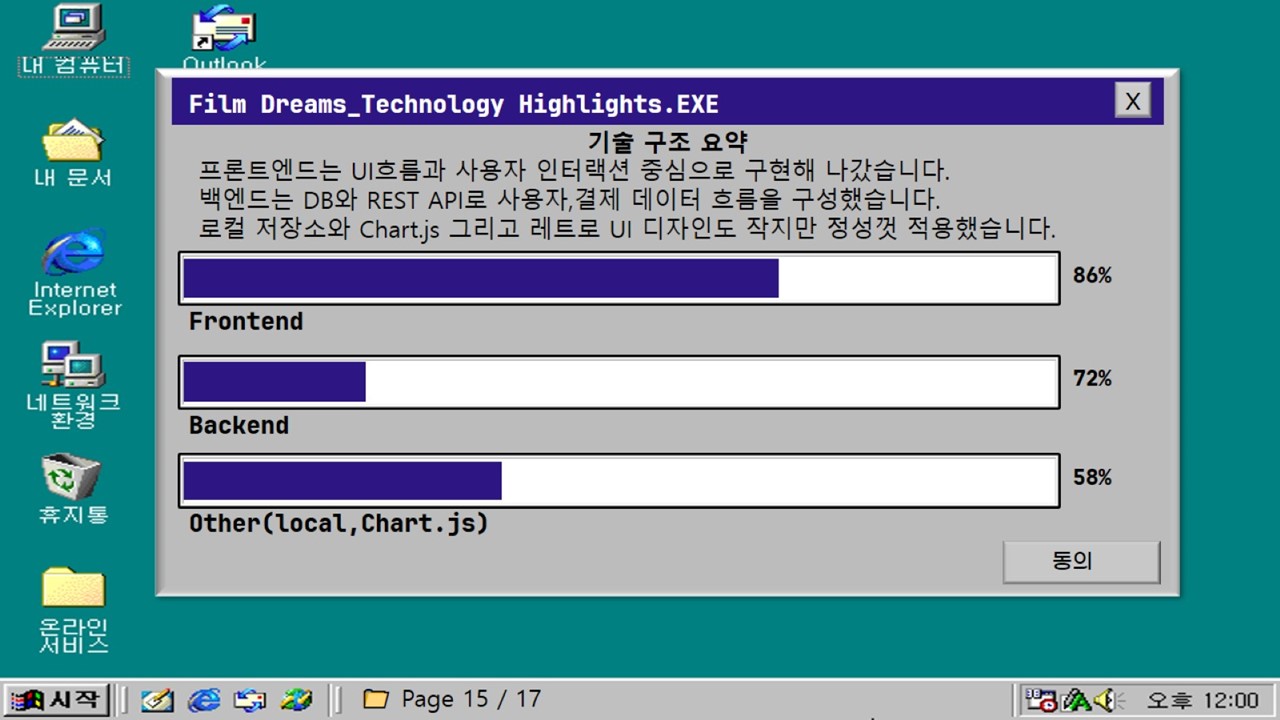 내 컴퓨터
Outlook
내 문서
Internet
Explorer
네트워크
환경
휴지통
온라인
서비스
Film Dreams_Technology Highlights.EXE
X
기술 구조 요약
프론트엔드는 UI흐름과 사용자 인터랙션 중심으로 구현해 나갔습니다.
백엔드는 DB와 REST API로 사용자,결제 데이터 흐름을 구성했습니다.
로컬 저장소와 Chart.js 그리고 레트로 UI 디자인도 작지만 정성껏 적용했습니다.
86%
Frontend
72%
Backend
58%
Other(local,Chart.js)
동의
시작
Page 15 / 17
오후 12:00